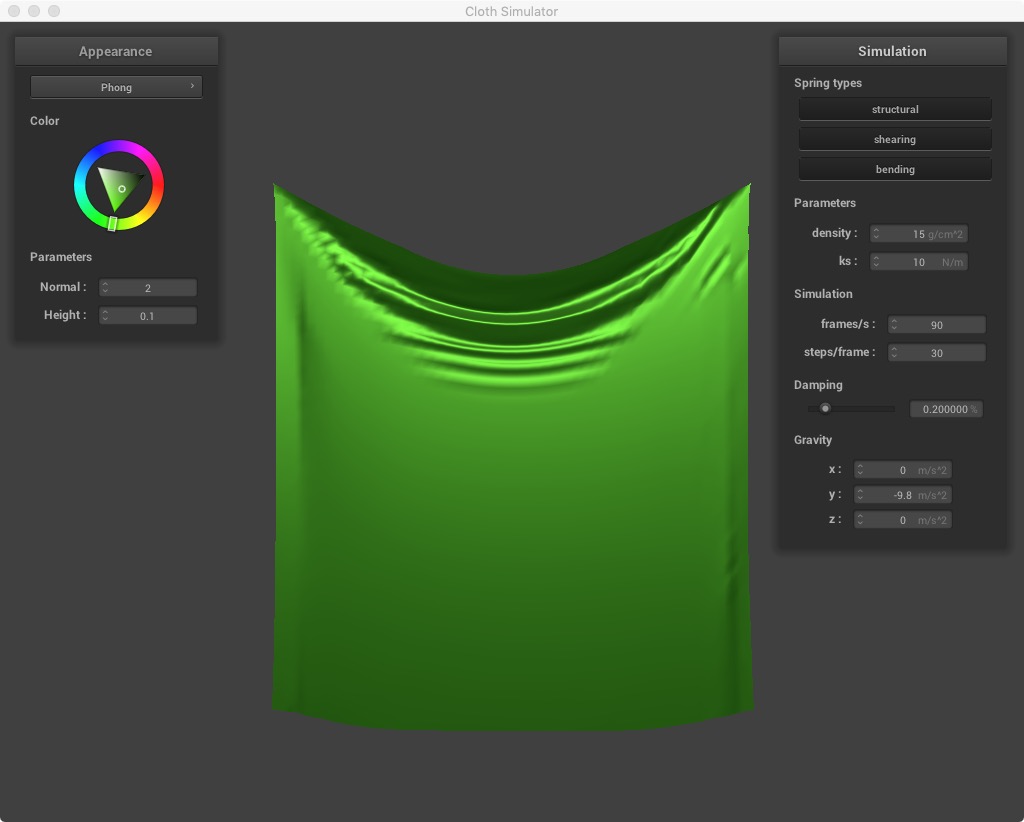 Cloth Simulator
Appearance
Phong
Color
Parameters
Normal : 2
Height : 0.1
Simulation
Spring types
structural
shearing
bending
Parameters
density : 15 g/cm^2
ks : 10 N/m
Simulation
frames/s : 90
steps/frame : 30
Damping
0.200000 %
Gravity
x : 0 m/s^2
y : -9.8 m/s^2
z : 0 m/s^2